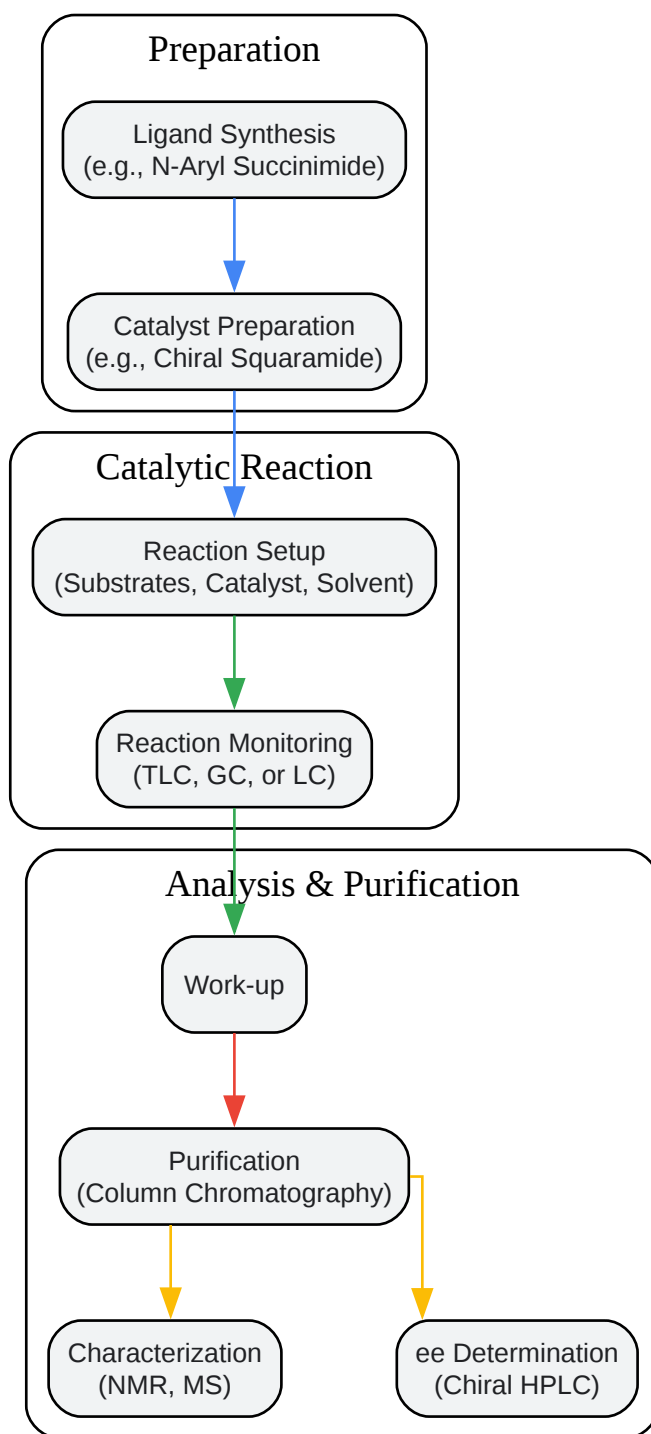 Preparation
Ligand Synthesis
(e.g., N-Aryl Succinimide)
Catalyst Preparation
(e.g., Chiral Squaramide)
Catalytic Reaction
Reaction Setup
(Substrates, Catalyst, Solvent)
Reaction Monitoring
(TLC, GC, or LC)
Analysis & Purification
Work-up
Purification
(Column Chromatography)
Characterization
(NMR, MS)
ee Determination
(Chiral HPLC)